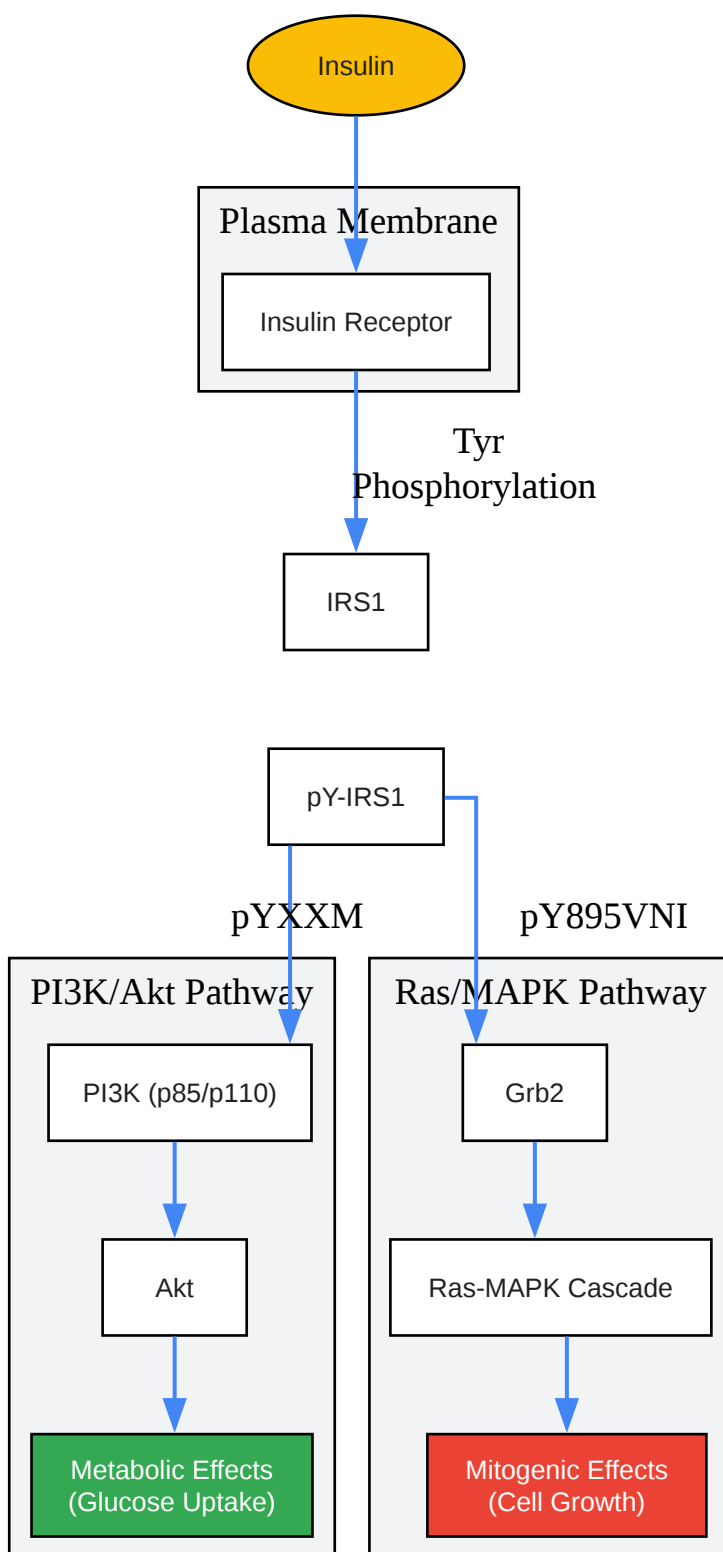 Insulin
Plasma Membrane
Insulin Receptor
Tyr
Phosphorylation
IRS1
pY-IRS1
pYXXM
pY895VNI
PI3K/Akt Pathway
Ras/MAPK Pathway
PI3K (p85/p110)
Grb2
Akt
Ras-MAPK Cascade
Metabolic Effects
(Glucose Uptake)
Mitogenic Effects
(Cell Growth)